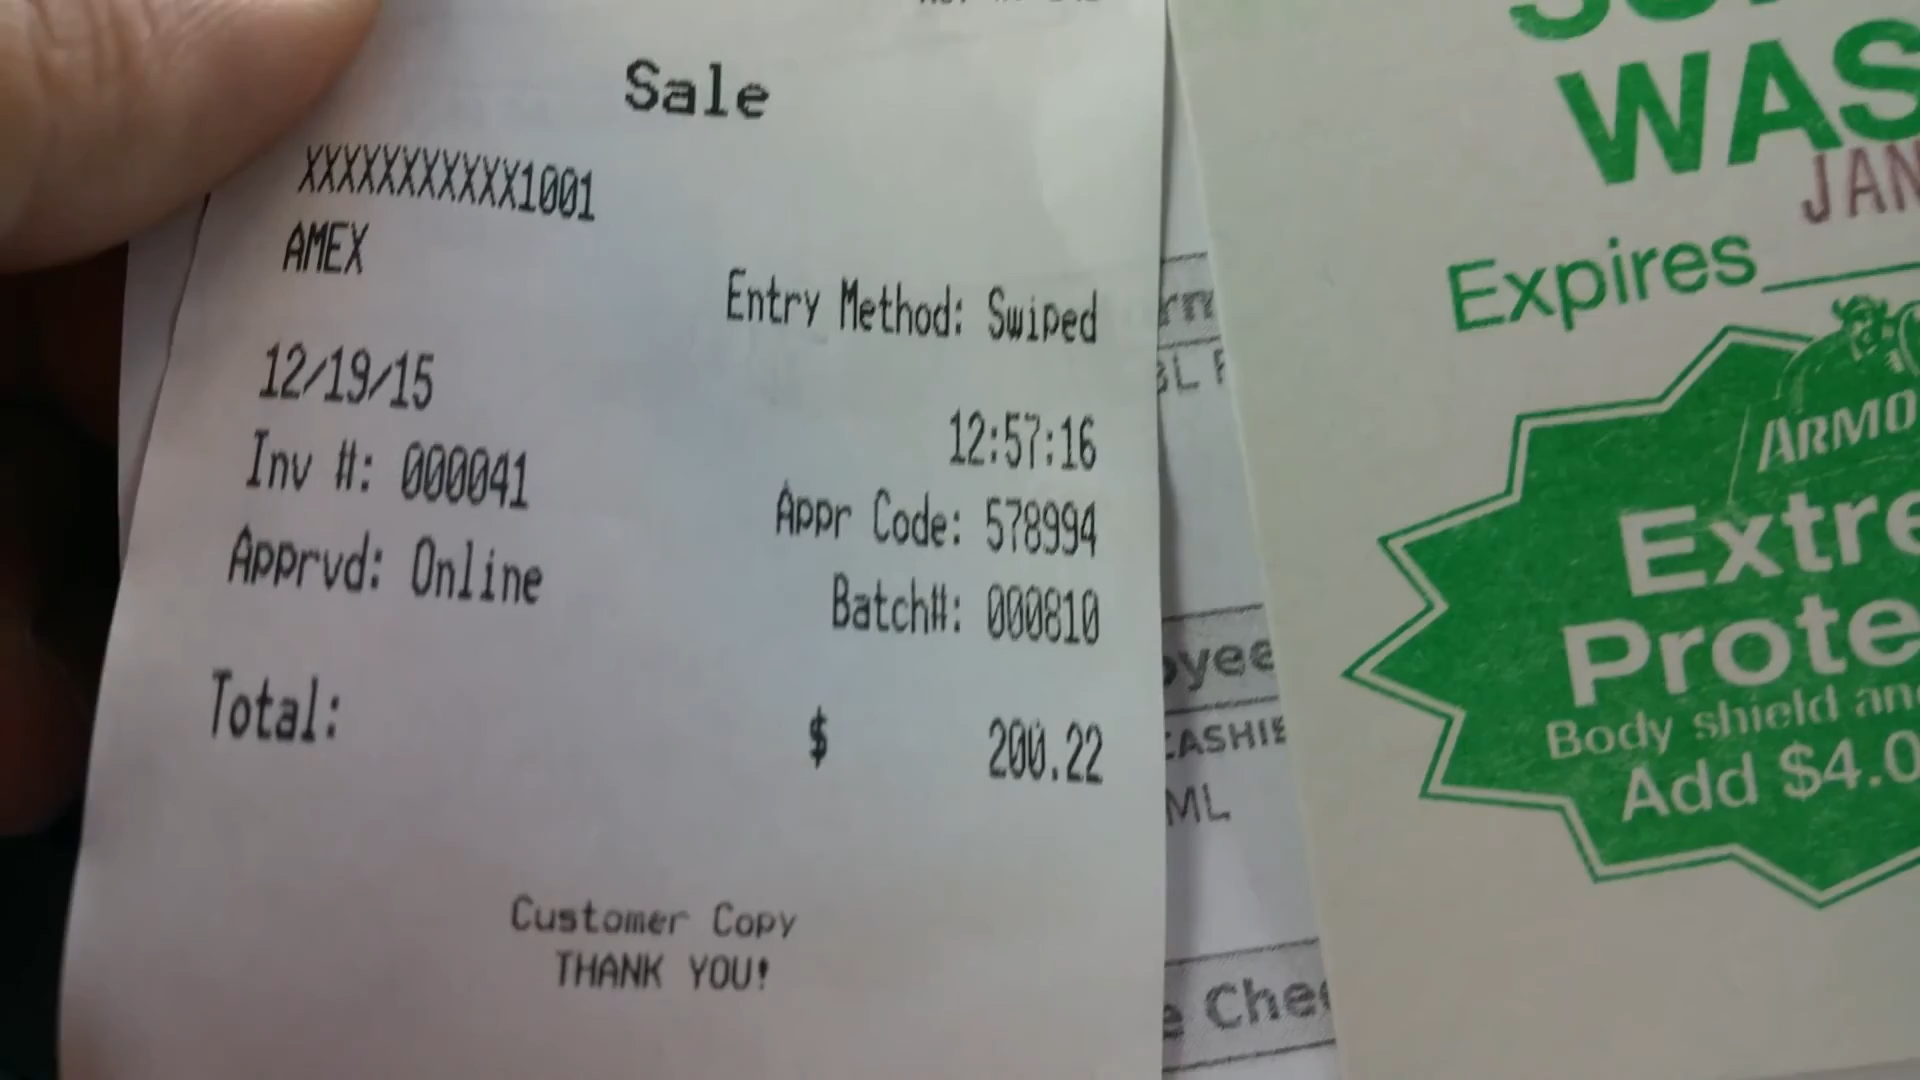 Sale
XXXXXXXXXXX1001
AMEX
Entry Method: Swiped
12/19/15
12:57:16
Inv #: 000041
Appr Code: 578994
Apprvd: Online
Batch#: 000810
Total:
$ 200.22
Customer Copy
THANK YOU!
WAS
JAN
Expires
ARMO
Extre
Prote
Body shield an
Add $4.0
yee
CASHIE
ML
e Che